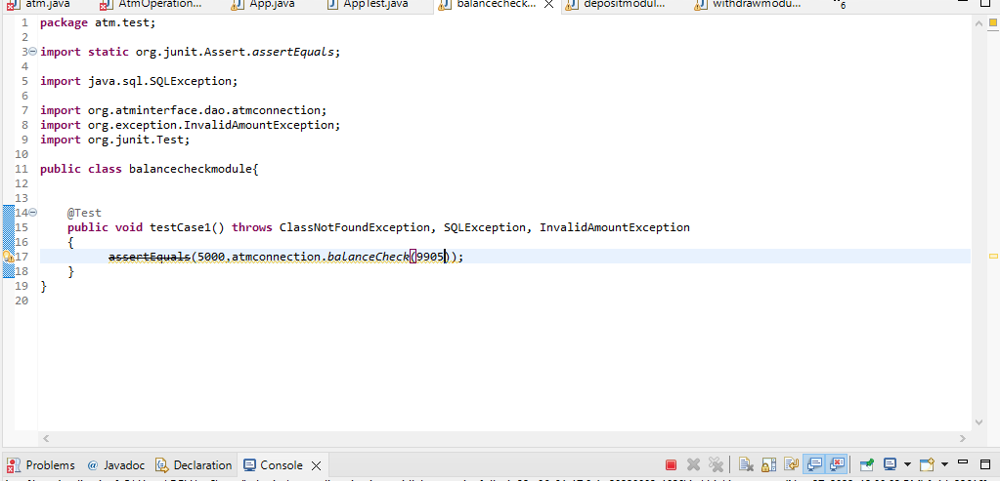 atm.java AtmOperation... App.java AppTest.java balancecheck... depositmodul... withdrawmodu... 6
1 package atm.test;
2
3 import static org.junit.Assert.assertEquals;
4
5 import java.sql.SQLException;
6
7 import org.atminterface.dao.atmconnection;
8 import org.exception.InvalidAmountException;
9 import org.junit.Test;
10
11 public class balancecheckmodule{
12
13
14 @Test
15 public void testCase1() throws ClassNotFoundException, SQLException, InvalidAmountException
16 {
17 assertEquals(5000,atmconnection.balanceCheck(9905));
18 }
19 }
20
Problems @ Javadoc Declaration Console